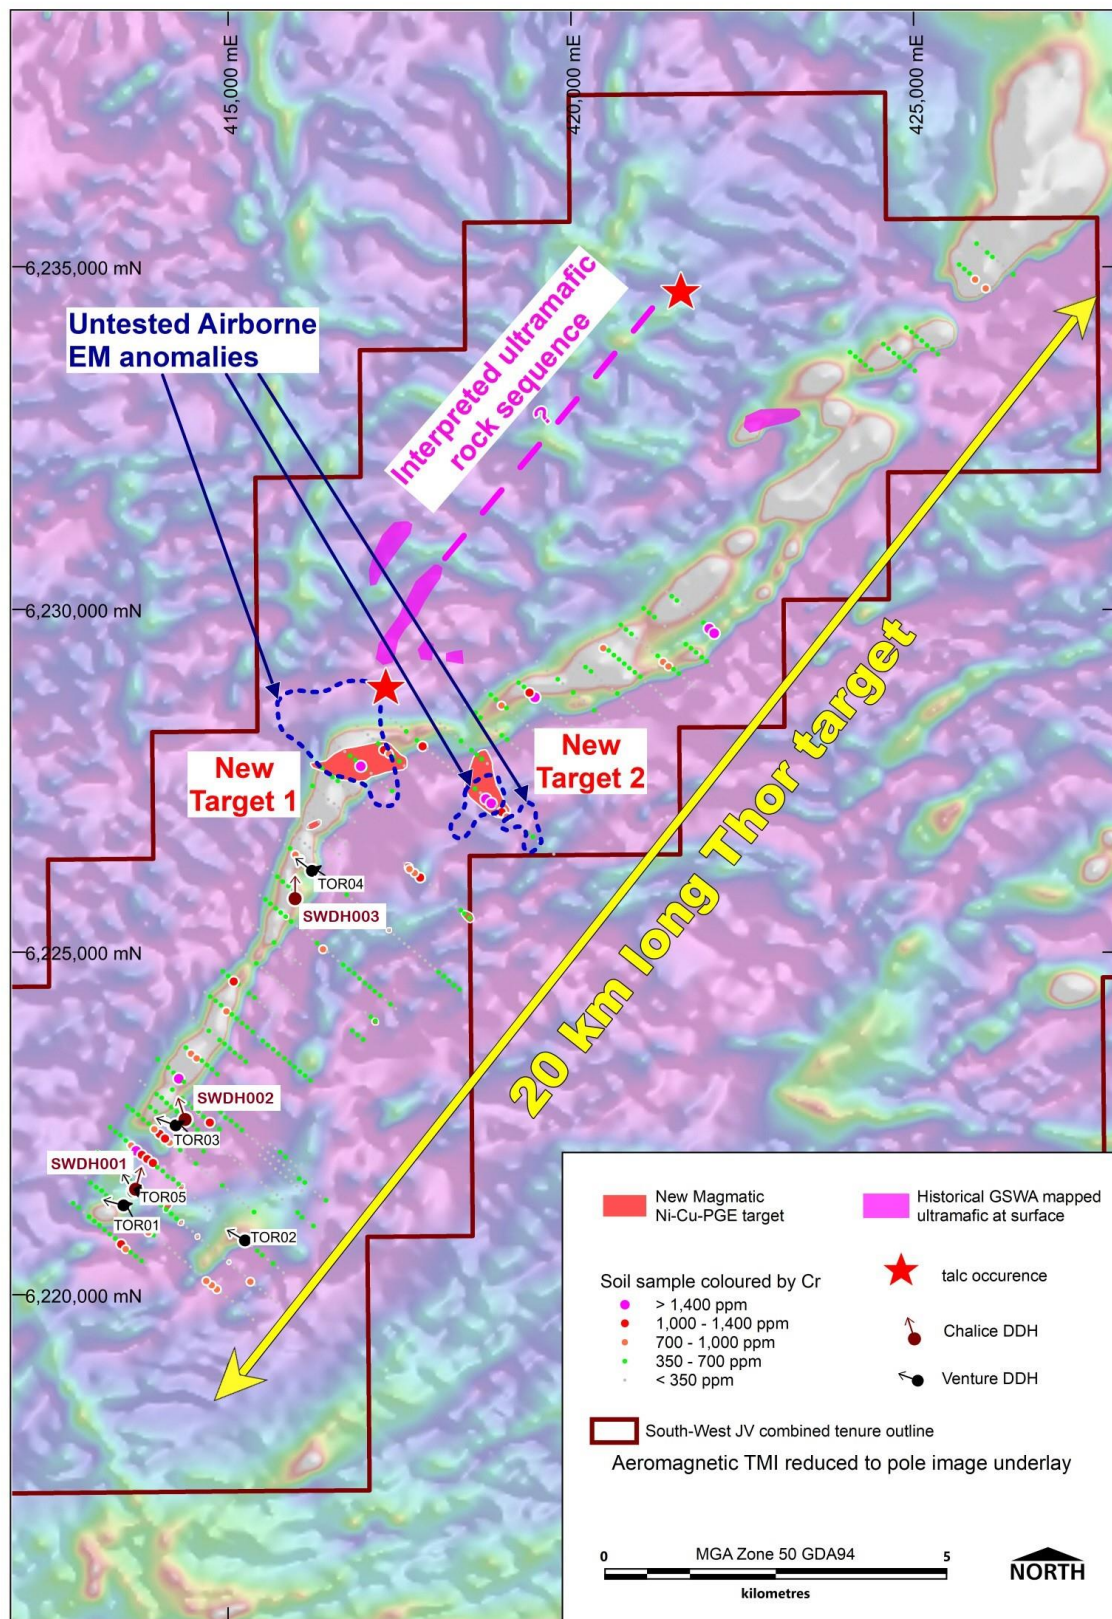 415,000 mE
420,000 mE
425,000 mE
6,235,000 mN
Untested Airborne
EM anomalies
Interpreted ultramafic
rock sequence
?
6,230,000 mN
New
Target 1
New
Target 2
20 km long Thor target
TOR04
SWDH003
6,225,000 mN
SWDH002
TOR03
SWDH001
TOR05
TOR01
TOR02
6,220,000 mN
New Magmatic
Ni-Cu-PGE target
Historical GSWA mapped
ultramafic at surface
Soil sample coloured by Cr
> 1,400 ppm
1,000 - 1,400 ppm
700 - 1,000 ppm
350 - 700 ppm
< 350 ppm
talc occurence
Chalice DDH
Venture DDH
South-West JV combined tenure outline
Aeromagnetic TMI reduced to pole image underlay
0
MGA Zone 50 GDA94
5
kilometres
NORTH